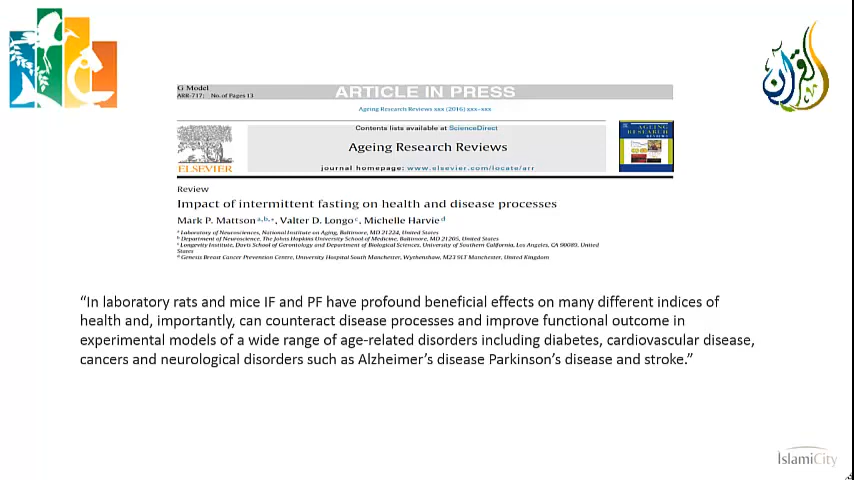 G Model
ARR-717; No. of Pages 13
ARTICLE IN PRESS
Ageing Research Reviews xxx (2016) xxx–xxx
Contents lists available at ScienceDirect
Ageing Research Reviews
journal homepage: www.elsevier.com/locate/arr
ELSEVIER
AGEING
RESEARCH
REVIEWS
Review
Impact of intermittent fasting on health and disease processes
Mark P. Mattson a,b,*, Valter D. Longo c, Michelle Harvie d
a Laboratory of Neurosciences, National Institute on Aging, Baltimore, MD 21224, United States
b Department of Neuroscience, The Johns Hopkins University School of Medicine, Baltimore, MD 21205, United States
c Longevity Institute, Davis School of Gerontology and Department of Biological Sciences, University of Southern California, Los Angeles, CA 90089, United
States
d Genesis Breast Cancer Prevention Centre, University Hospital South Manchester, Wythenshaw, M23 9LT Manchester, United Kingdom
“In laboratory rats and mice IF and PF have profound beneficial effects on many different indices of
health and, importantly, can counteract disease processes and improve functional outcome in
experimental models of a wide range of age-related disorders including diabetes, cardiovascular disease,
cancers and neurological disorders such as Alzheimer’s disease Parkinson’s disease and stroke.”
القرآن
IslamiCity